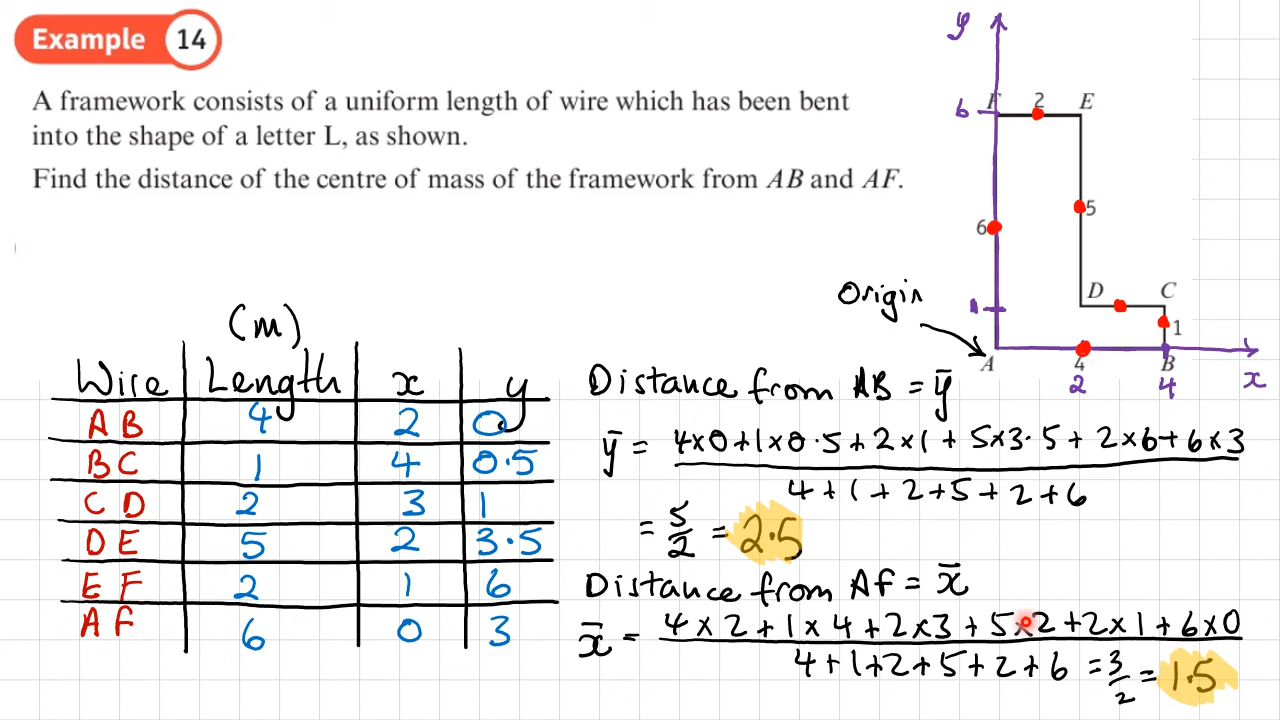 Example 14
A framework consists of a uniform length of wire which has been bent
into the shape of a letter L, as shown.
Find the distance of the centre of mass of the framework from AB and AF.
y
6 F 2 E
5
6
Origin
D C
1
1
A 4 B
2 4 x
(m)
Wire Length x y
AB 4 2 0
BC 1 4 0.5
CD 2 3 1
DE 5 2 3.5
EF 2 1 6
AF 6 0 3
Distance from AB = ȳ
ȳ = 4×0+1×0.5+2×1+5×3.5+2×6+6×3
4+1+2+5+2+6
= 5/2 = 2.5
Distance from AF = x̄
x̄ = 4×2+1×4+2×3+5×2+2×1+6×0
4+1+2+5+2+6 = 3/2 = 1.5